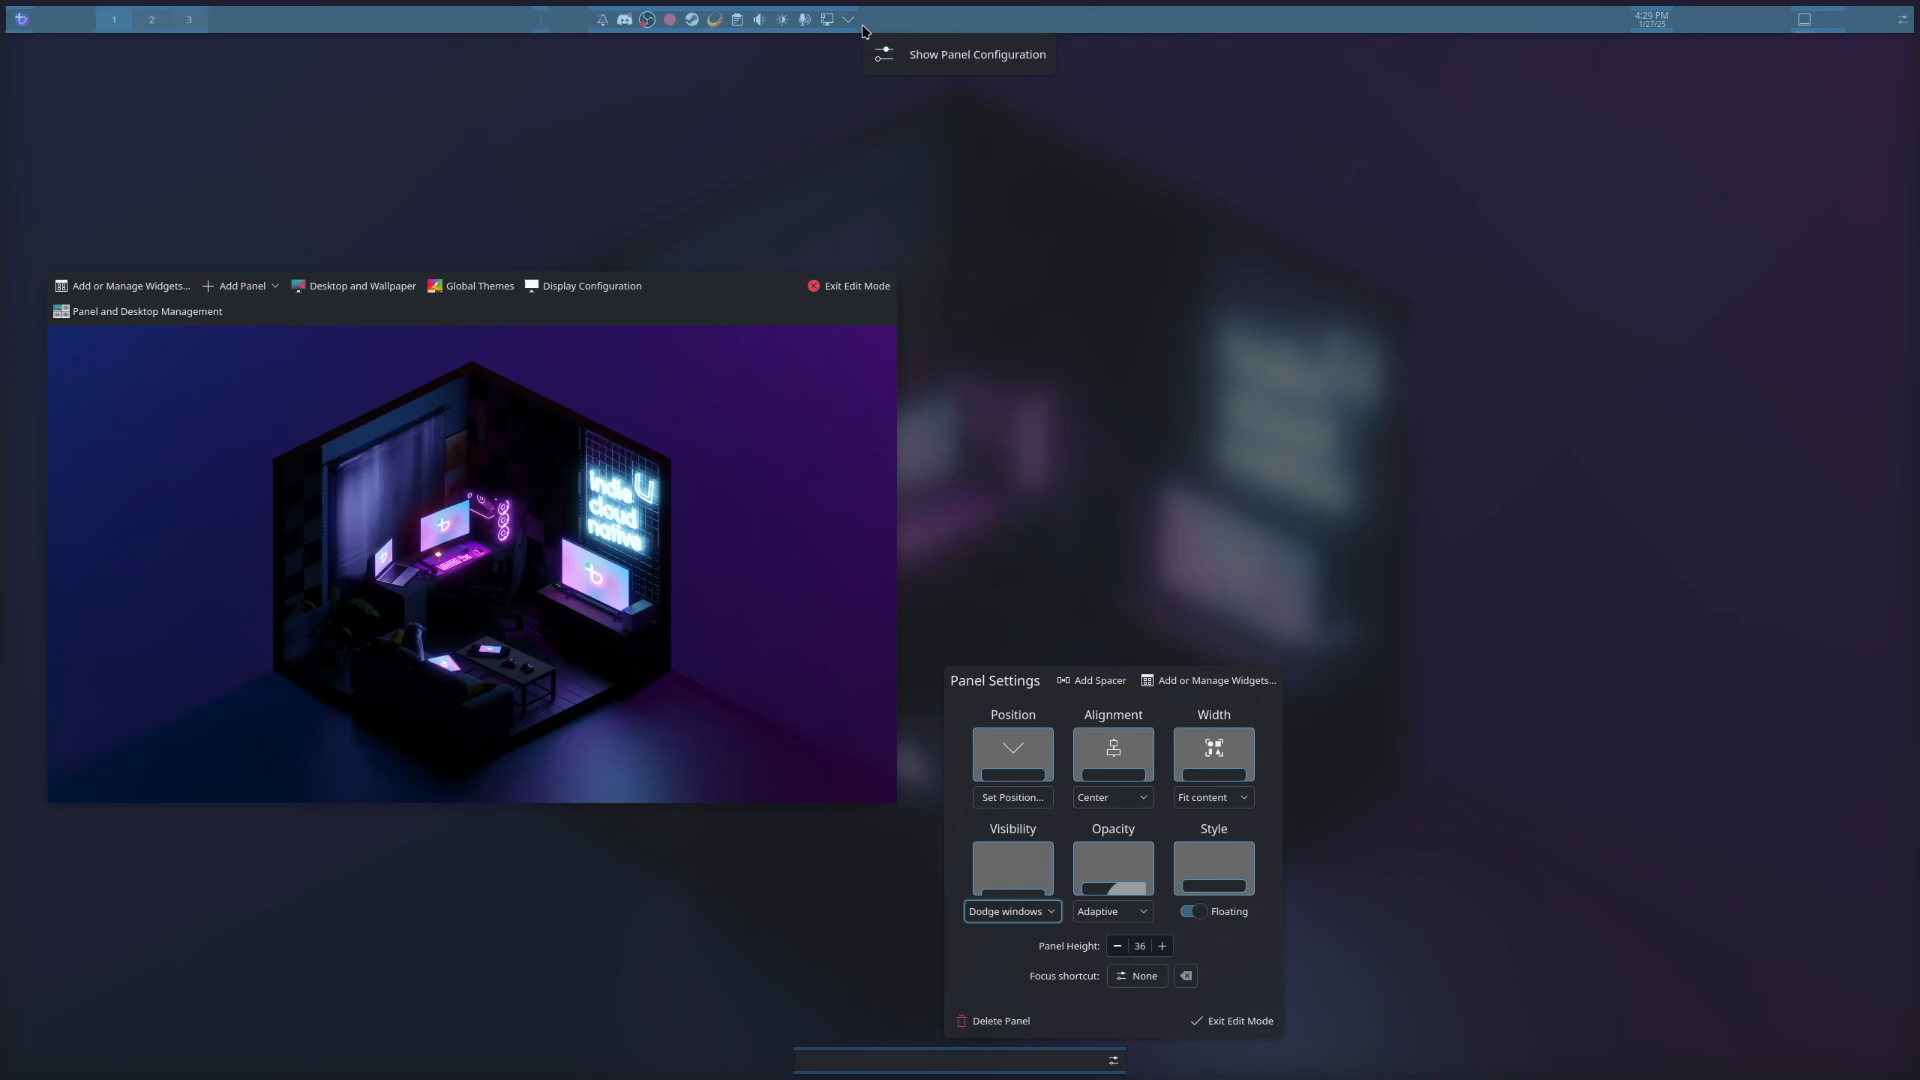 1 2 3
4:29 PM
1/27/25
Show Panel Configuration
Add or Manage Widgets... Add Panel Desktop and Wallpaper Global Themes Display Configuration Exit Edit Mode
Panel and Desktop Management
indie
cloud
native
Panel Settings Add Spacer Add or Manage Widgets...
Position Alignment Width
Set Position... Center Fit content
Visibility Opacity Style
Dodge windows Adaptive Floating
Panel Height: 36
Focus shortcut: None
Delete Panel Exit Edit Mode